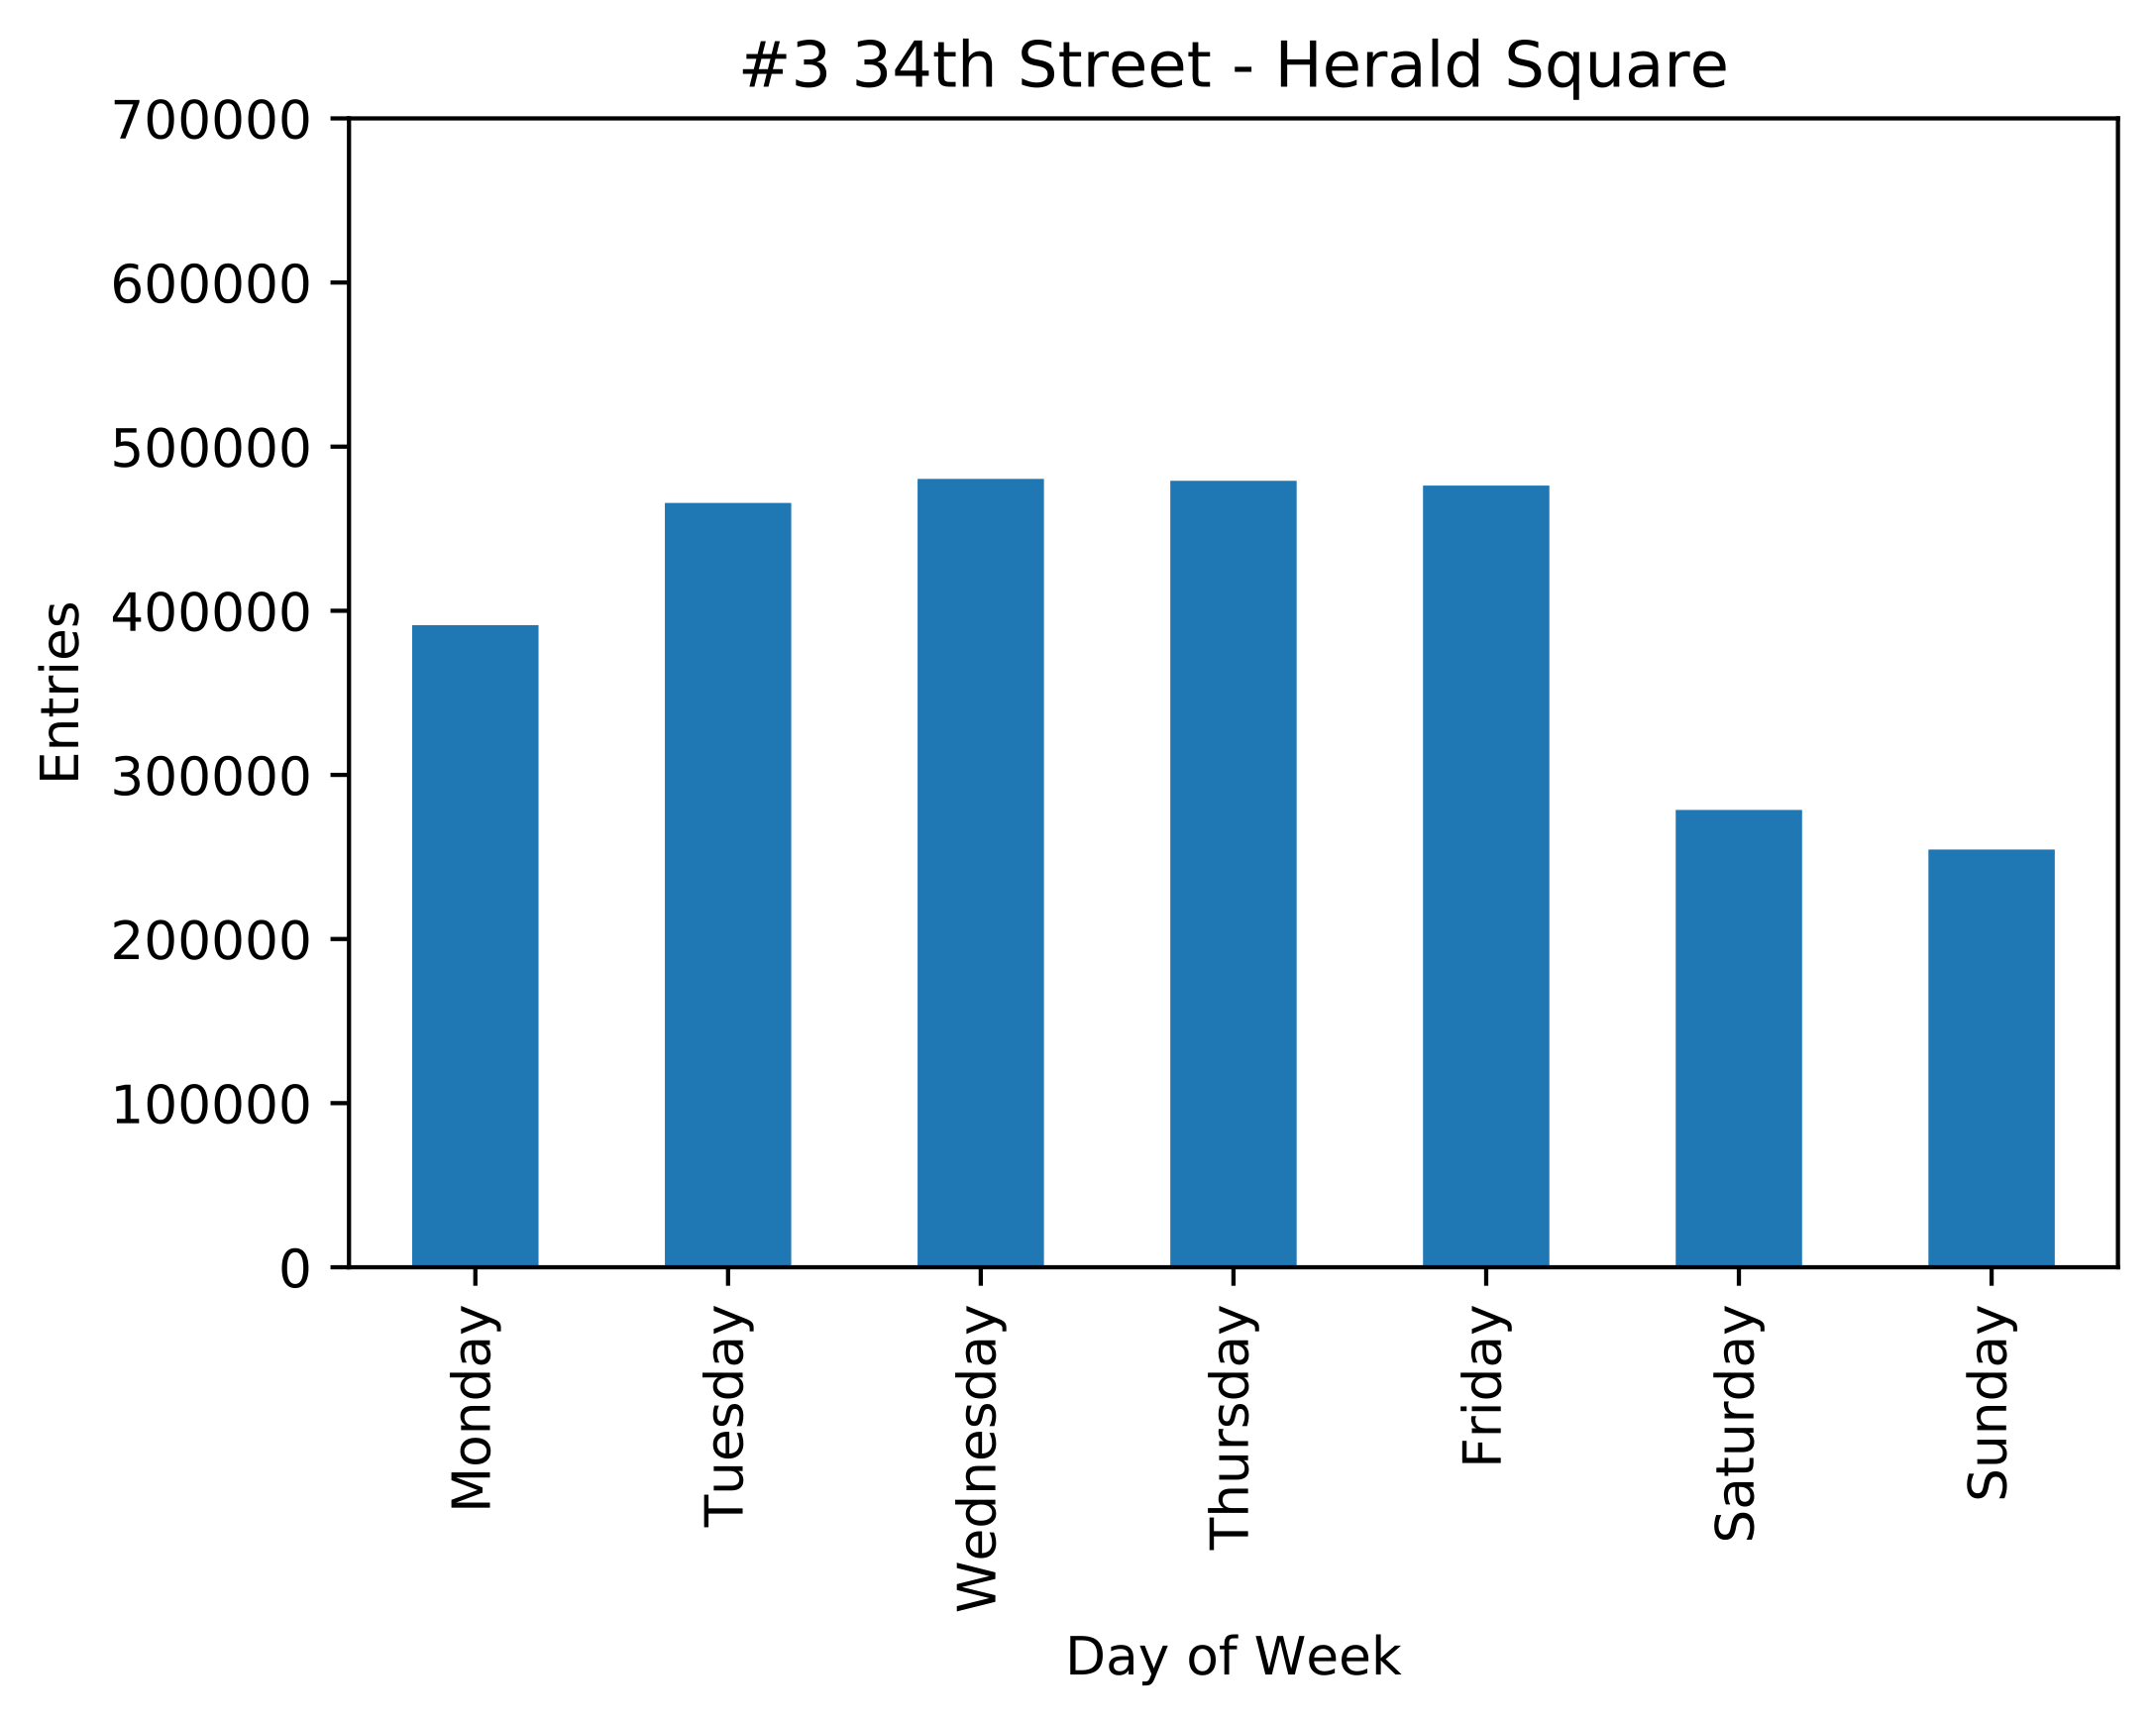 #3 34th Street - Herald Square
700000
600000
500000
400000
300000
200000
100000
0
Entries
Monday
Tuesday
Wednesday
Thursday
Friday
Saturday
Sunday
Day of Week